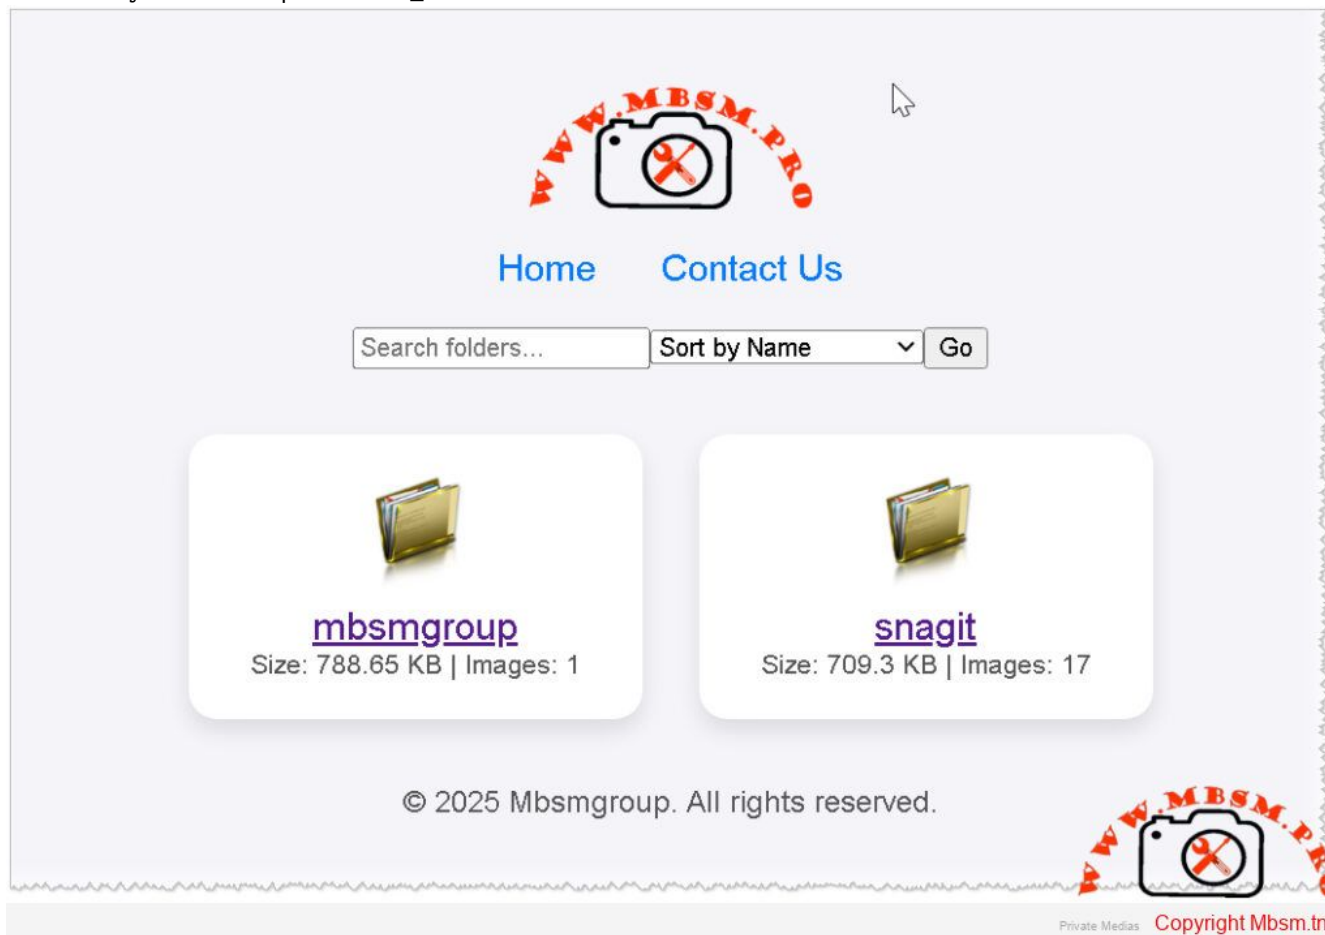 WWW.MBSM.PRO
Home Contact Us
Search folders... Sort by Name Go
mbsmgroup snagit
Size: 788.65 KB | Images: 1 Size: 709.3 KB | Images: 17
© 2025 Mbsmgroup. All rights reserved.
WWW.MBSM.PRO
Private Medias Copyright Mbsm.tn